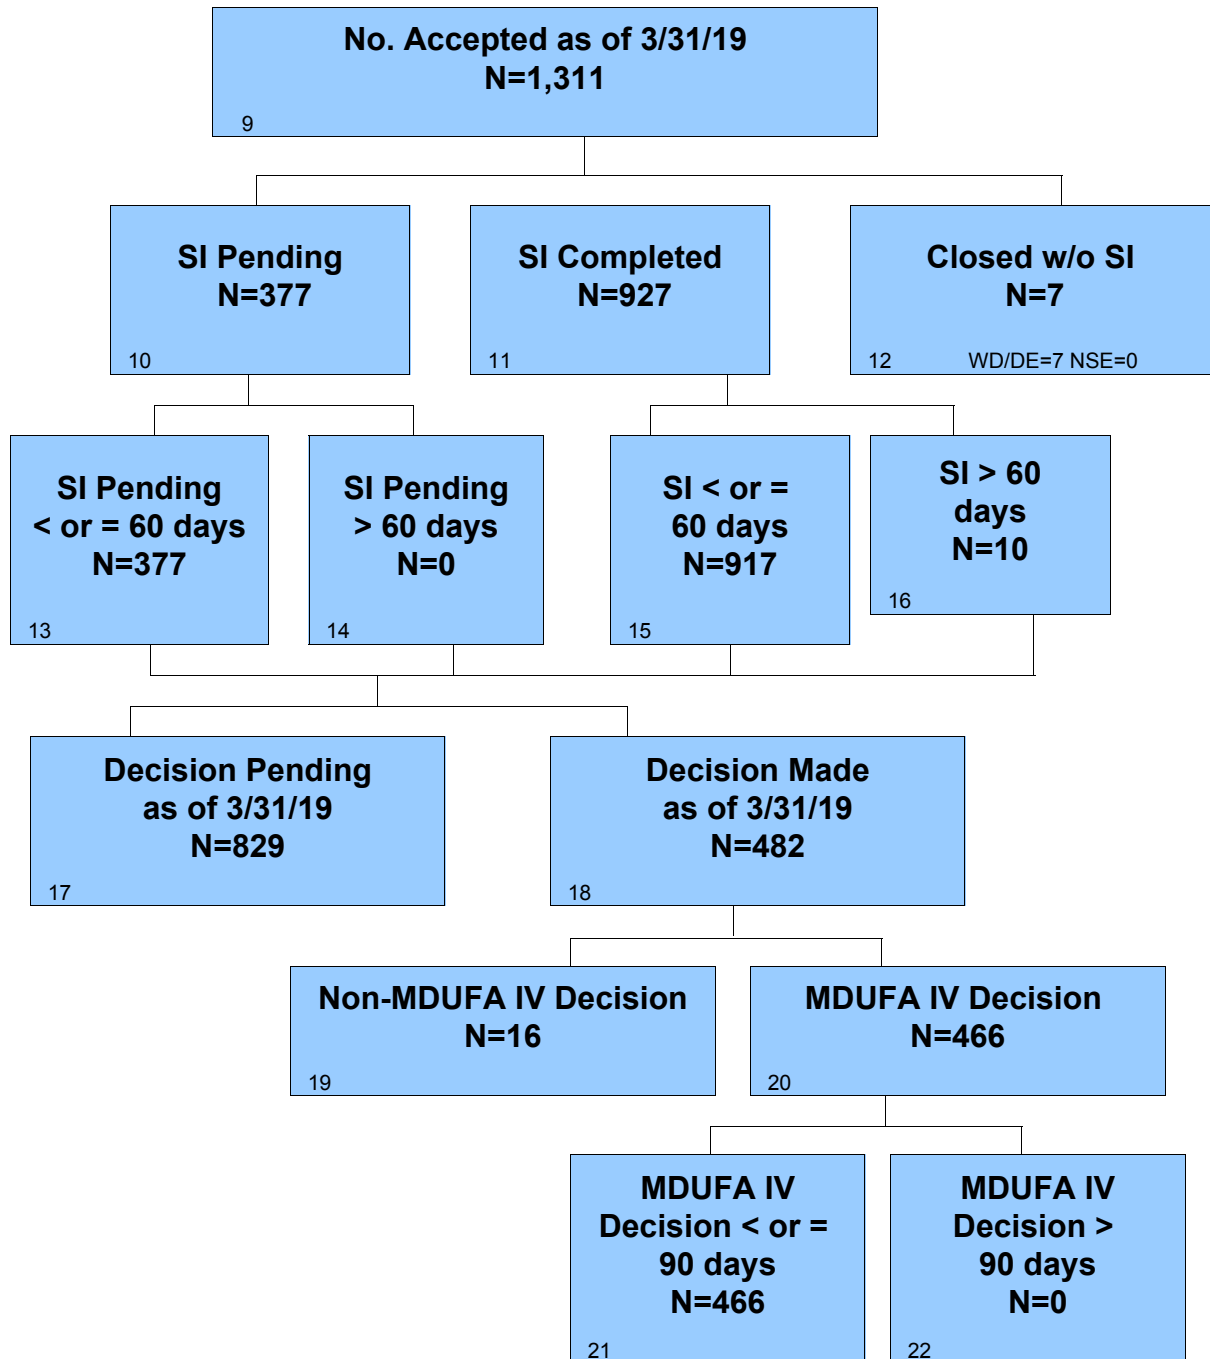 No. Accepted as of 3/31/19
N=1,311
9
SI Pending
N=377
10
SI Completed
N=927
11
Closed w/o SI
N=7
12 WD/DE=7 NSE=0
SI Pending
< or = 60 days
N=377
13
SI Pending
> 60 days
N=0
14
SI < or =
60 days
N=917
15
SI > 60
days
N=10
16
Decision Pending
as of 3/31/19
N=829
17
Decision Made
as of 3/31/19
N=482
18
Non-MDUFA IV Decision
N=16
19
MDUFA IV Decision
N=466
20
MDUFA IV
Decision < or =
90 days
N=466
21
MDUFA IV
Decision >
90 days
N=0
22